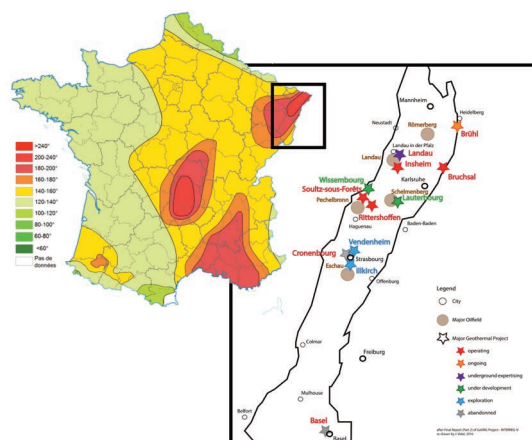 >240°
200-240°
180-200°
160-180°
140-160°
120-140°
100-120°
80-100°
60-80°
<60°
Pas de
données
Mannheim
Heidelberg
Neustadt
Römerberg
Brühl
Landau in der Pfalz
Landau
Landau
Insheim
Bruchsal
Karlsruhe
Wissembourg
Soultz-sous-Forêts
Schelmenberg
Pechelbronn
Lauterbourg
Rittershoffen
Haguenau
Baden-Baden
Vendenheim
Cronenbourg
Strasbourg
Eschau
Illkirch
Offenburg
Colmar
Freiburg
Mulhouse
Belfort
Basel
Basel
Legend
City
Major Oilfield
Major Geothermal Project
operating
ongoing
underground expertising
under development
exploration
abandonned